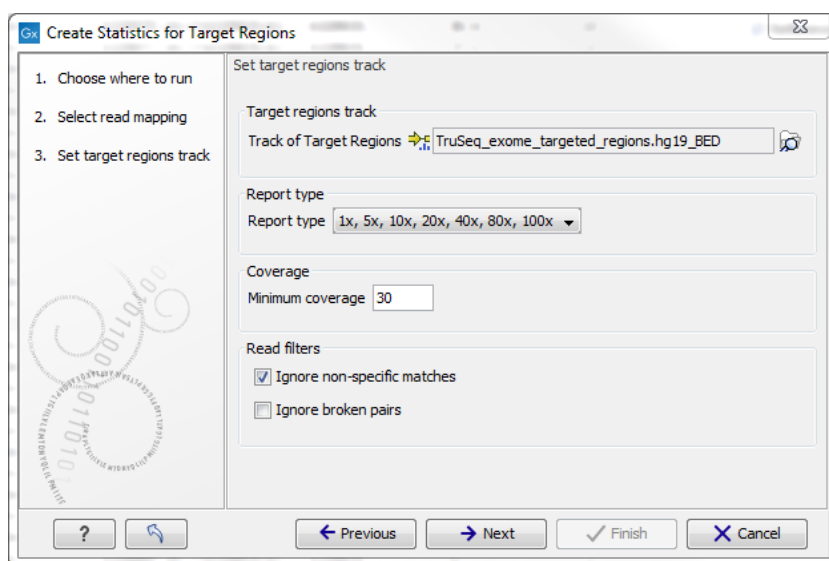 Gx Create Statistics for Target Regions
1. Choose where to run
2. Select read mapping
3. Set target regions track
Set target regions track
Target regions track
Track of Target Regions TruSeq_exome_targeted_regions.hg19_BED
Report type
Report type 1x, 5x, 10x, 20x, 40x, 80x, 100x
Coverage
Minimum coverage 30
Read filters
Ignore non-specific matches
Ignore broken pairs
? Previous Next Finish Cancel